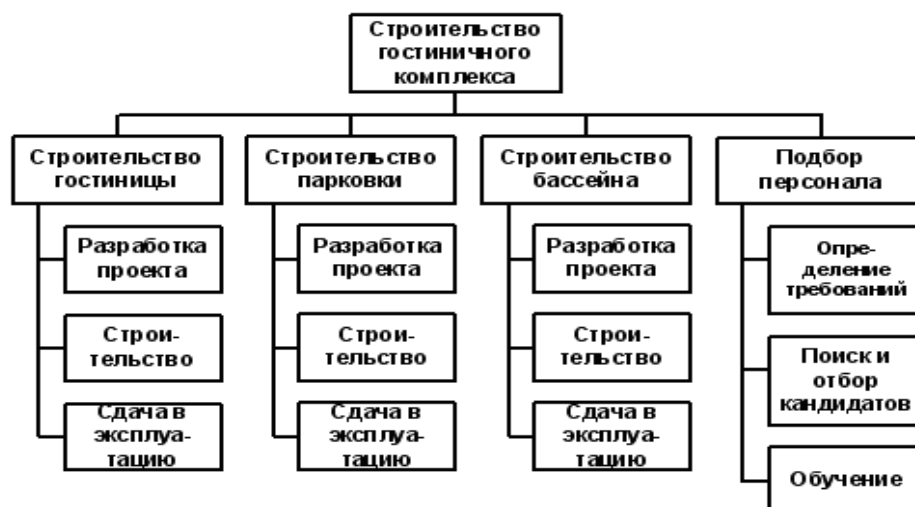 Строительство
гостиничного
комплекса
Строительство
гостиницы
Строительство
парковки
Строительство
бассейна
Подбор
персонала
Разработка
проекта
Строи-
тельство
Сдача в
эксплуа-
тацию
Разработка
проекта
Строи-
тельство
Сдача в
эксплуа-
тацию
Разработка
проекта
Строи-
тельство
Сдача в
эксплуа-
тацию
Опре-
деление
требований
Поиск и
отбор
кандидатов
Обучение